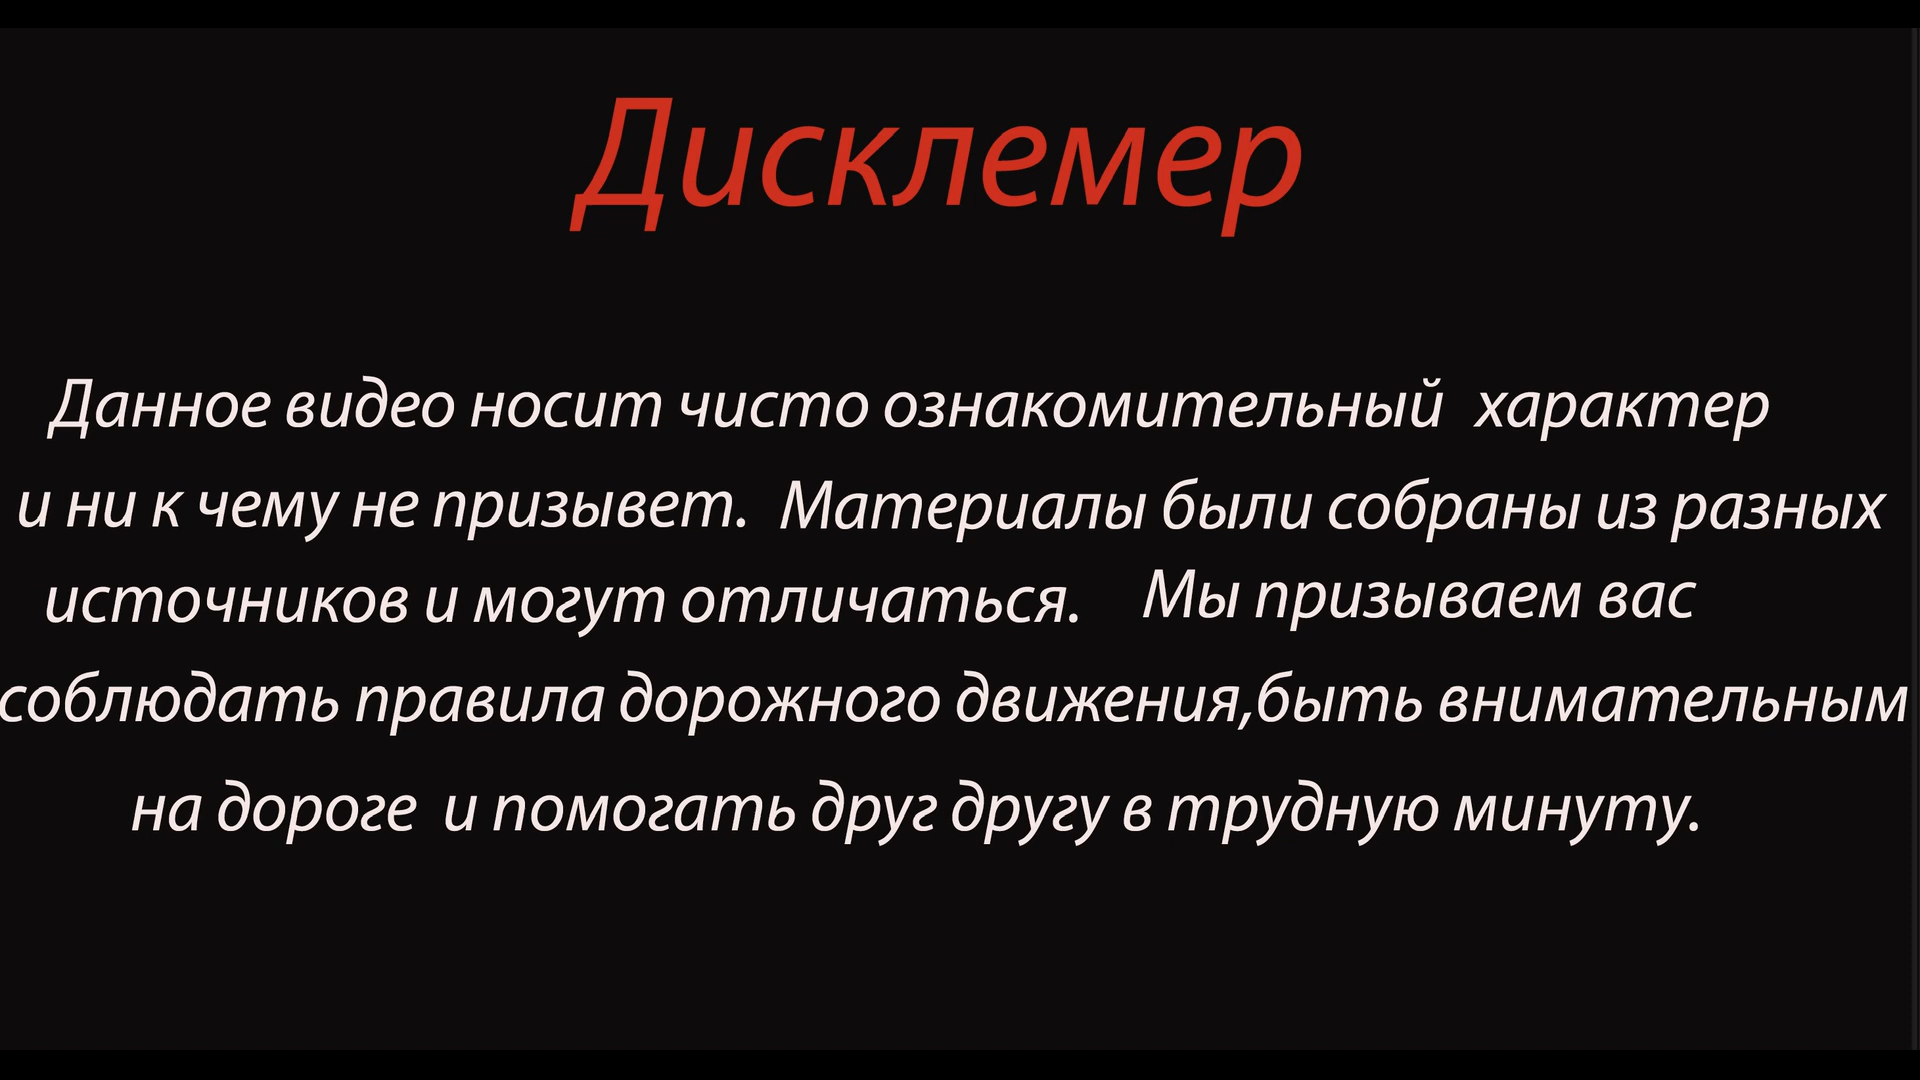 Дисклемер
Данное видео носит чисто ознакомительный характер
и ни к чему не призывет. Материалы были собраны из разных
источников и могут отличаться. Мы призываем вас
соблюдать правила дорожного движения,быть внимательным
на дороге и помогать друг другу в трудную минуту.